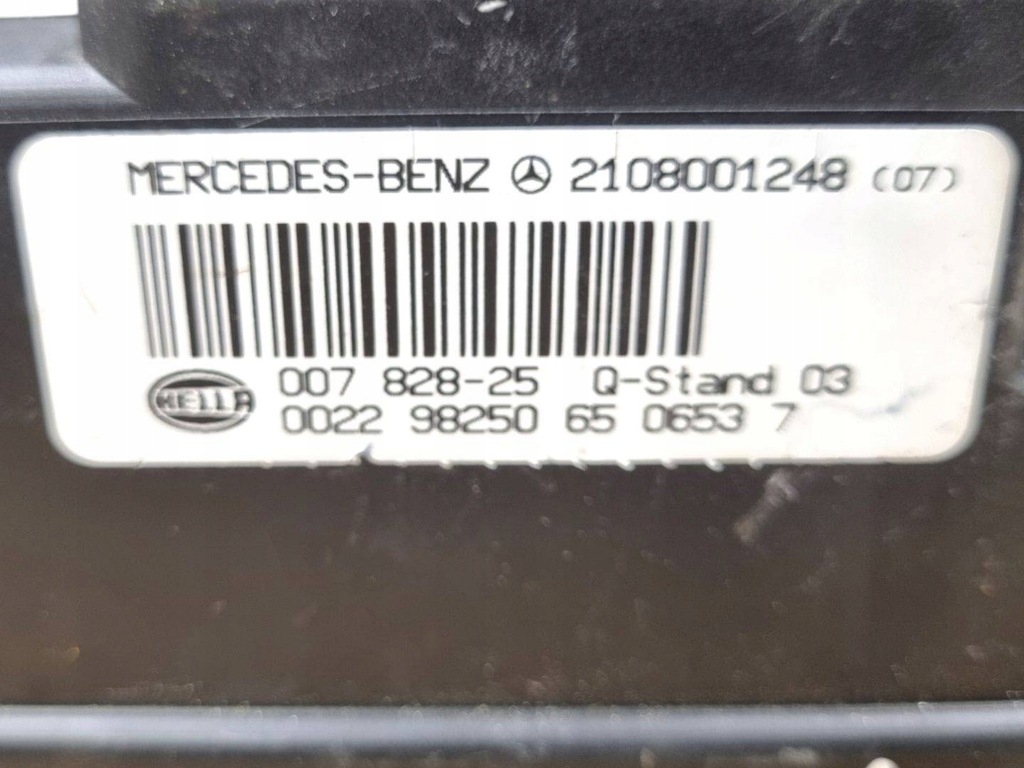 MERCEDES-BENZ 2108001248 (07)
HELLA 007 828-25 Q-Stand 03
0022 98250 65 0653 7